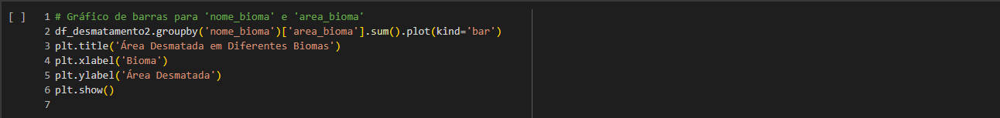 [ ] 1 # Gráfico de barras para 'nome_bioma' e 'area_bioma'
2 df_desmatamento2.groupby('nome_bioma')['area_bioma'].sum().plot(kind='bar')
3 plt.title('Área Desmatada em Diferentes Biomas')
4 plt.xlabel('Bioma')
5 plt.ylabel('Área Desmatada')
6 plt.show()
7